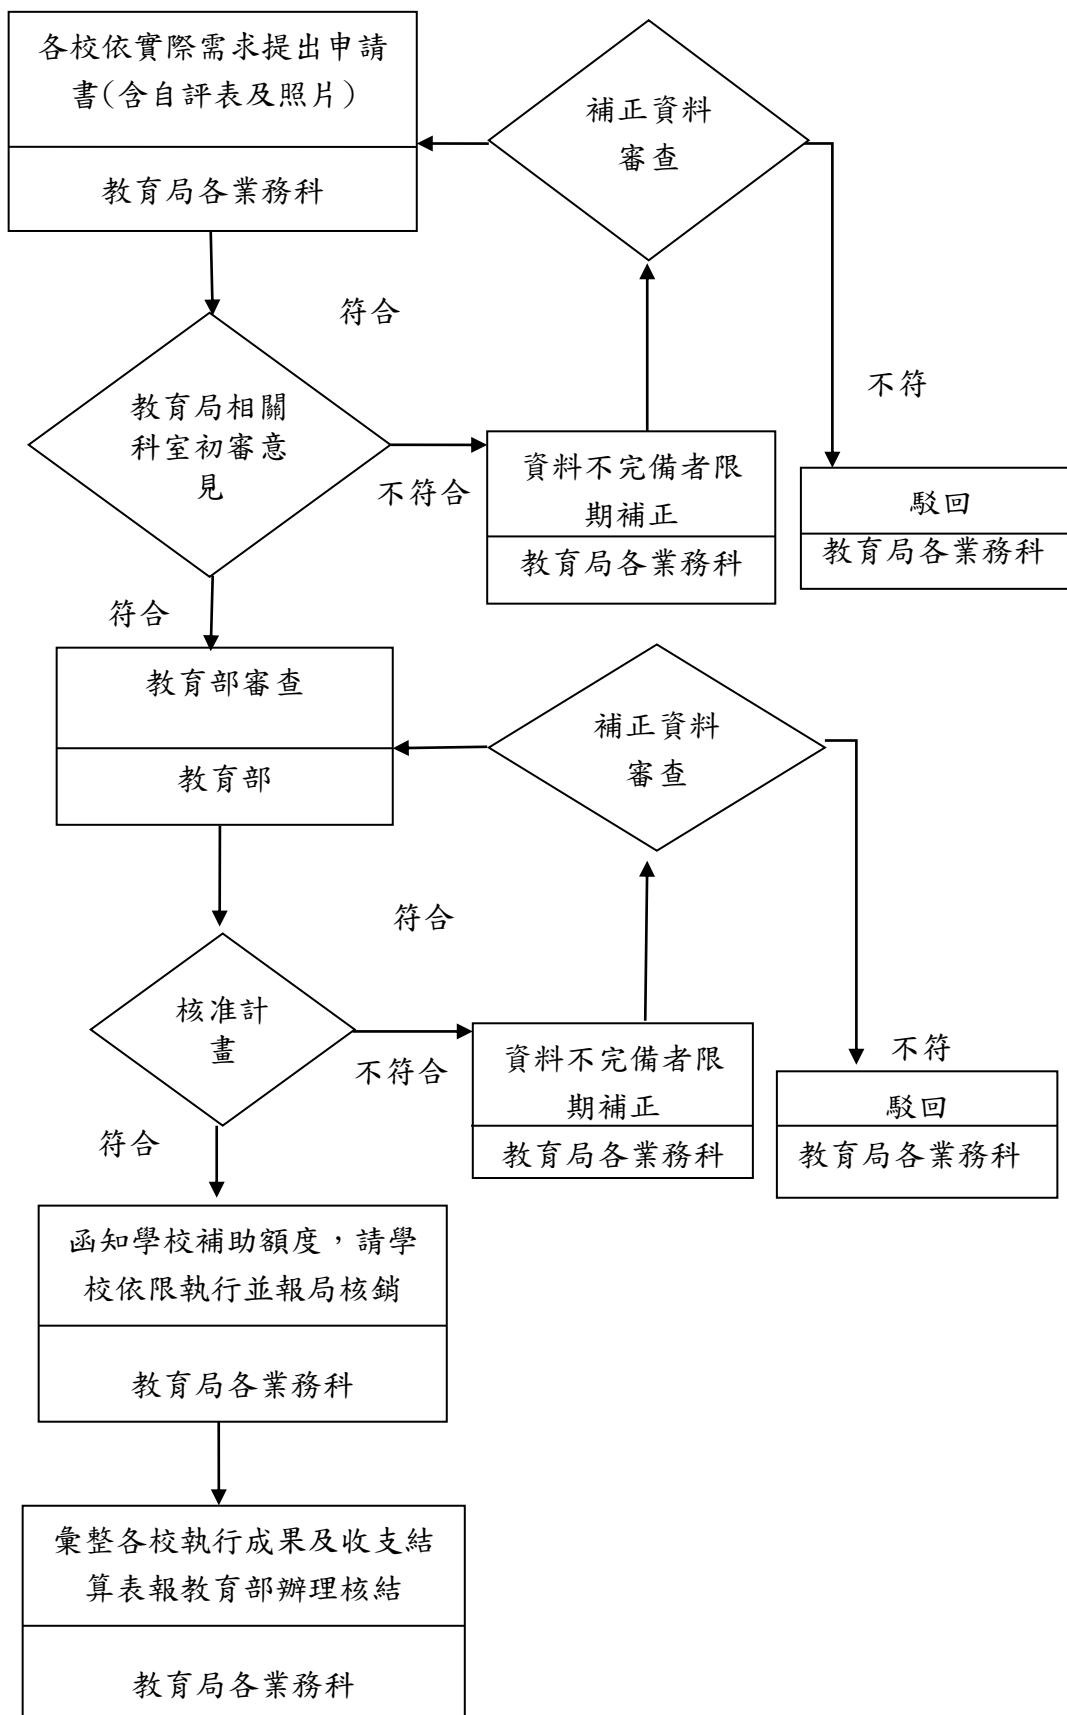 各校依實際需求提出申請
書(含自評表及照片)
教育局各業務科
補正資料
審查
符合
不符
教育局相關
科室初審意
見
不符合
資料不完備者限
期補正
教育局各業務科
駁回
教育局各業務科
符合
教育部審查
教育部
補正資料
審查
符合
不符
核准計
畫
不符合
資料不完備者限
期補正
教育局各業務科
駁回
教育局各業務科
符合
函知學校補助額度，請學
校依限執行並報局核銷
教育局各業務科
彙整各校執行成果及收支結
算表報教育部辦理核結
教育局各業務科